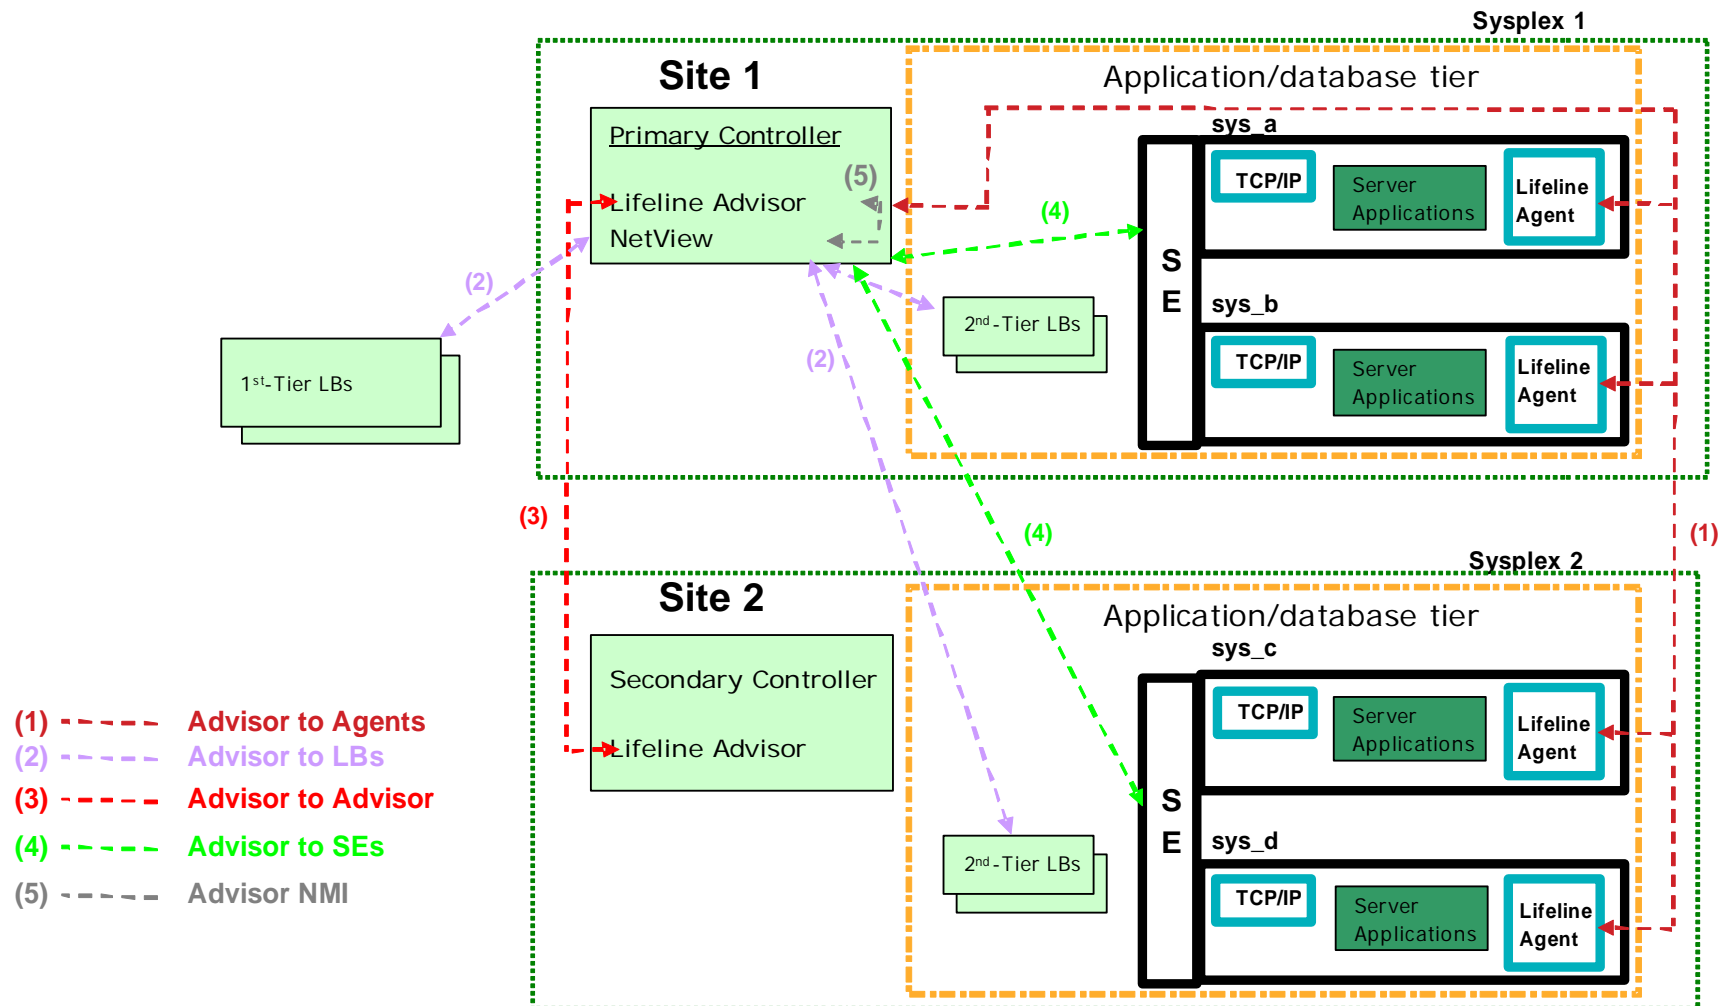 Sysplex 1
Site 1
Application/database tier
Primary Controller
Lifeline Advisor
NetView
(5)
(4)
(2)
1st-Tier LBs
2nd-Tier LBs
(2)
S
E
sys_a
TCP/IP
Server
Applications
Lifeline
Agent
sys_b
TCP/IP
Server
Applications
Lifeline
Agent
(3)
(4)
(1)
Sysplex 2
Site 2
Application/database tier
Secondary Controller
Lifeline Advisor
2nd-Tier LBs
S
E
sys_c
TCP/IP
Server
Applications
Lifeline
Agent
sys_d
TCP/IP
Server
Applications
Lifeline
Agent
(1) Advisor to Agents
(2) Advisor to LBs
(3) Advisor to Advisor
(4) Advisor to SEs
(5) Advisor NMI